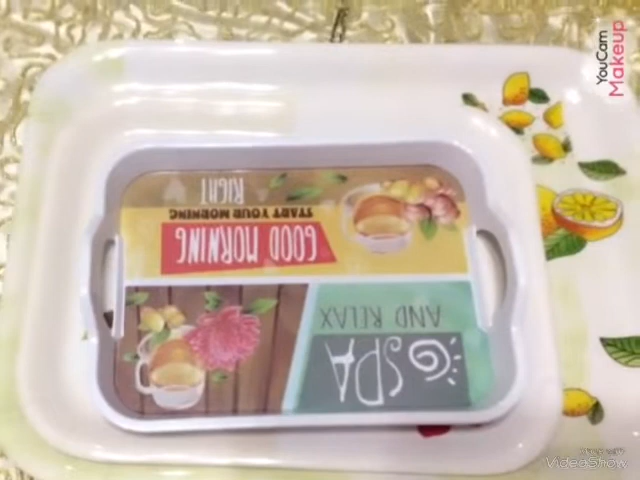 YouCam
Makeup
SPA
AND RELAX
GOOD MORNING
START YOUR MORNING
RIGHT
VideoShow